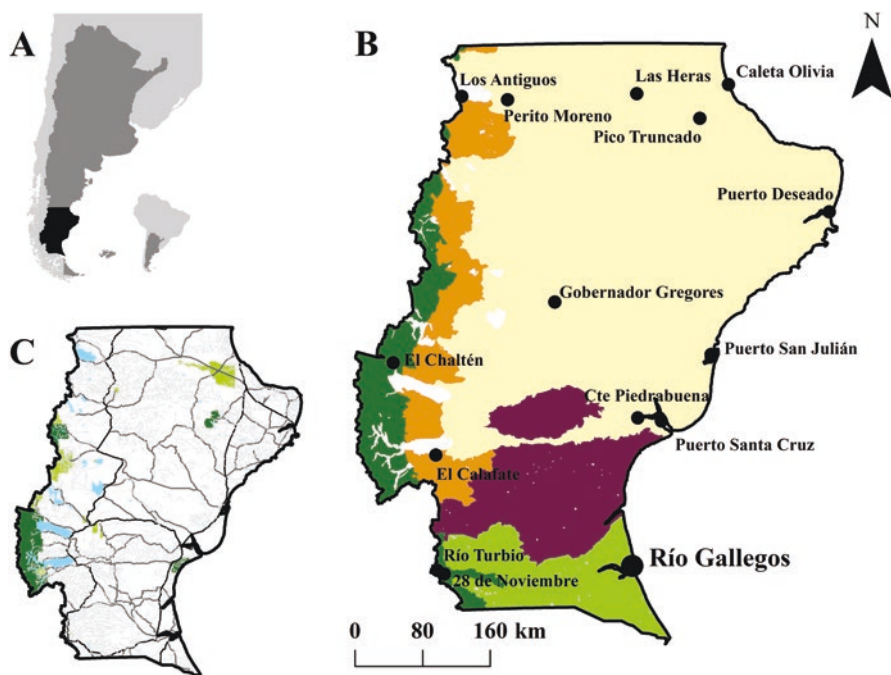 A
B
N
Los Antiguos
Las Heras
Caleta Olivia
Perito Moreno
Pico Truncado
Puerto Deseado
Gobernador Gregores
C
El Chaltén
Puerto San Julián
Cte Piedrabuena
Puerto Santa Cruz
El Calafate
Río Turbio
Río Gallegos
28 de Noviembre
0 80 160 km